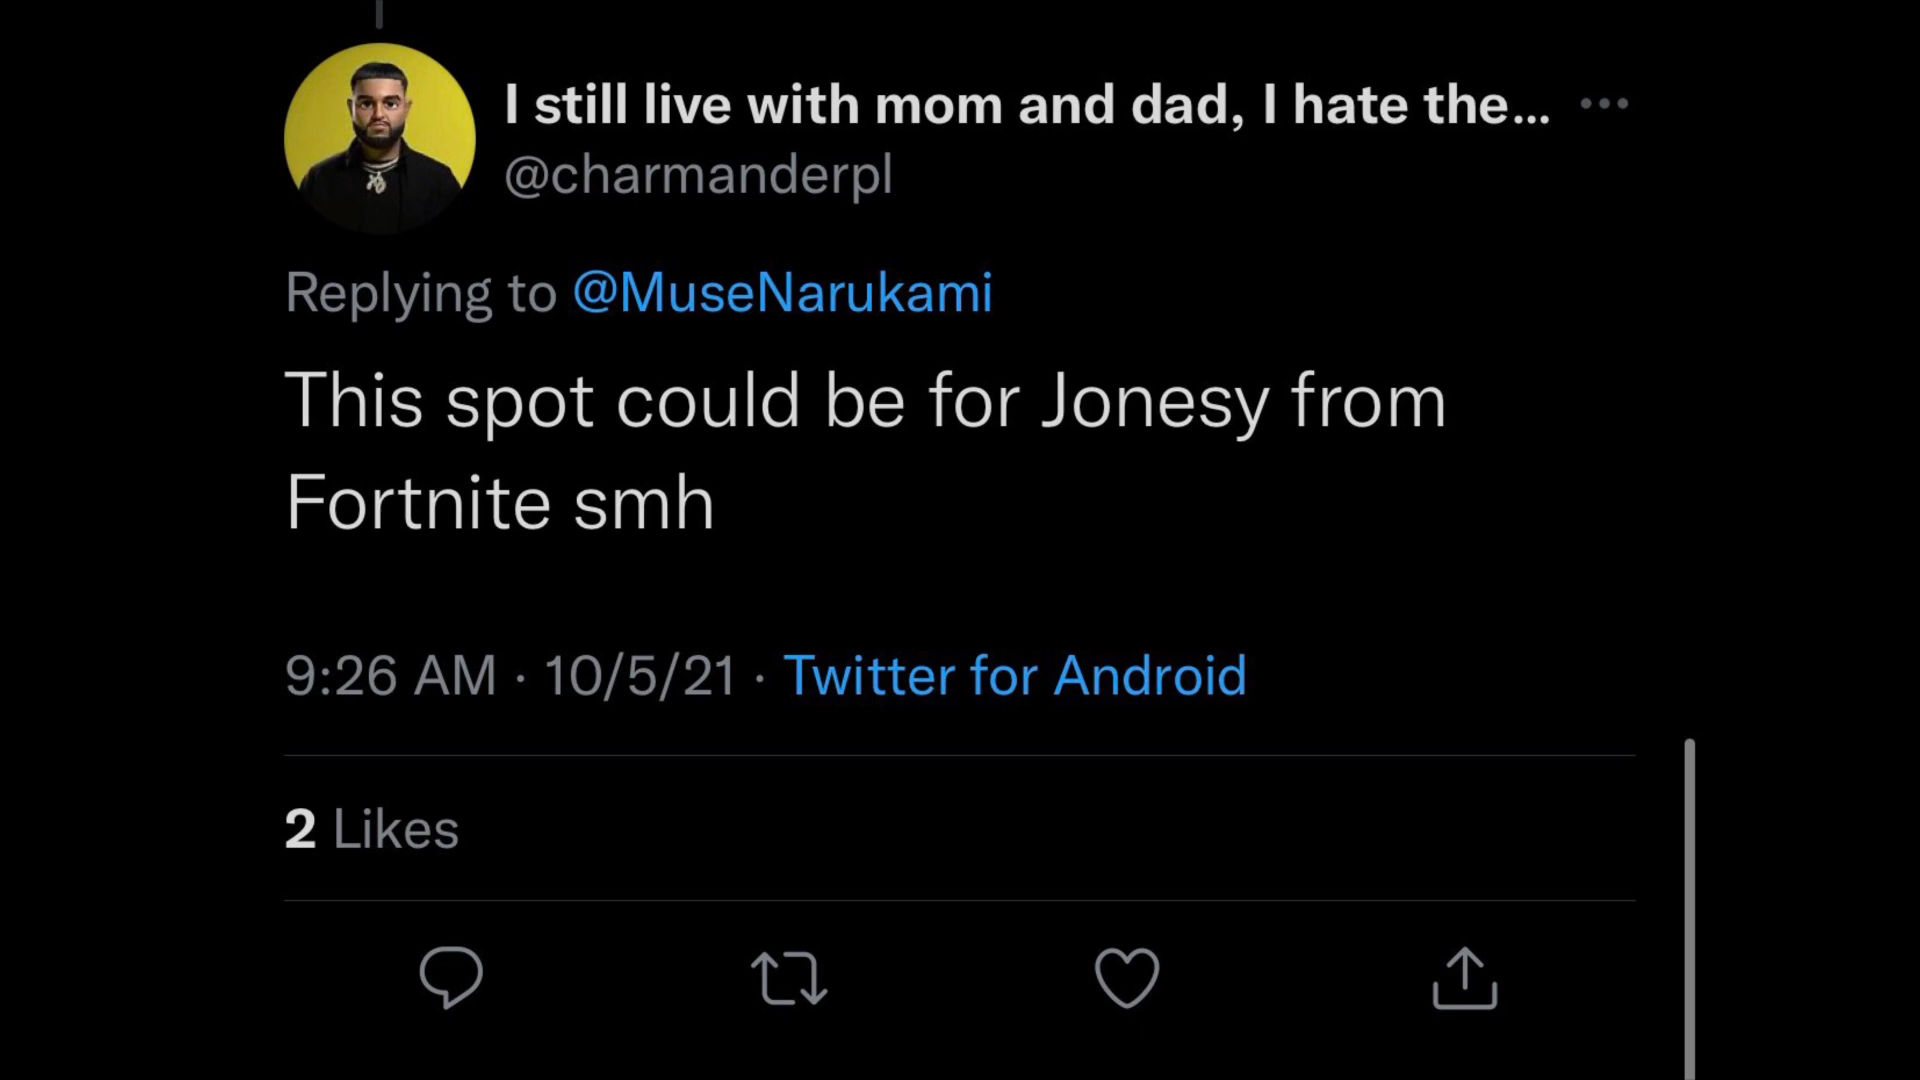 I still live with mom and dad, I hate the...
@charmanderpl
Replying to @MuseNarukami
This spot could be for Jonesy from
Fortnite smh
9:26 AM · 10/5/21 · Twitter for Android
2 Likes